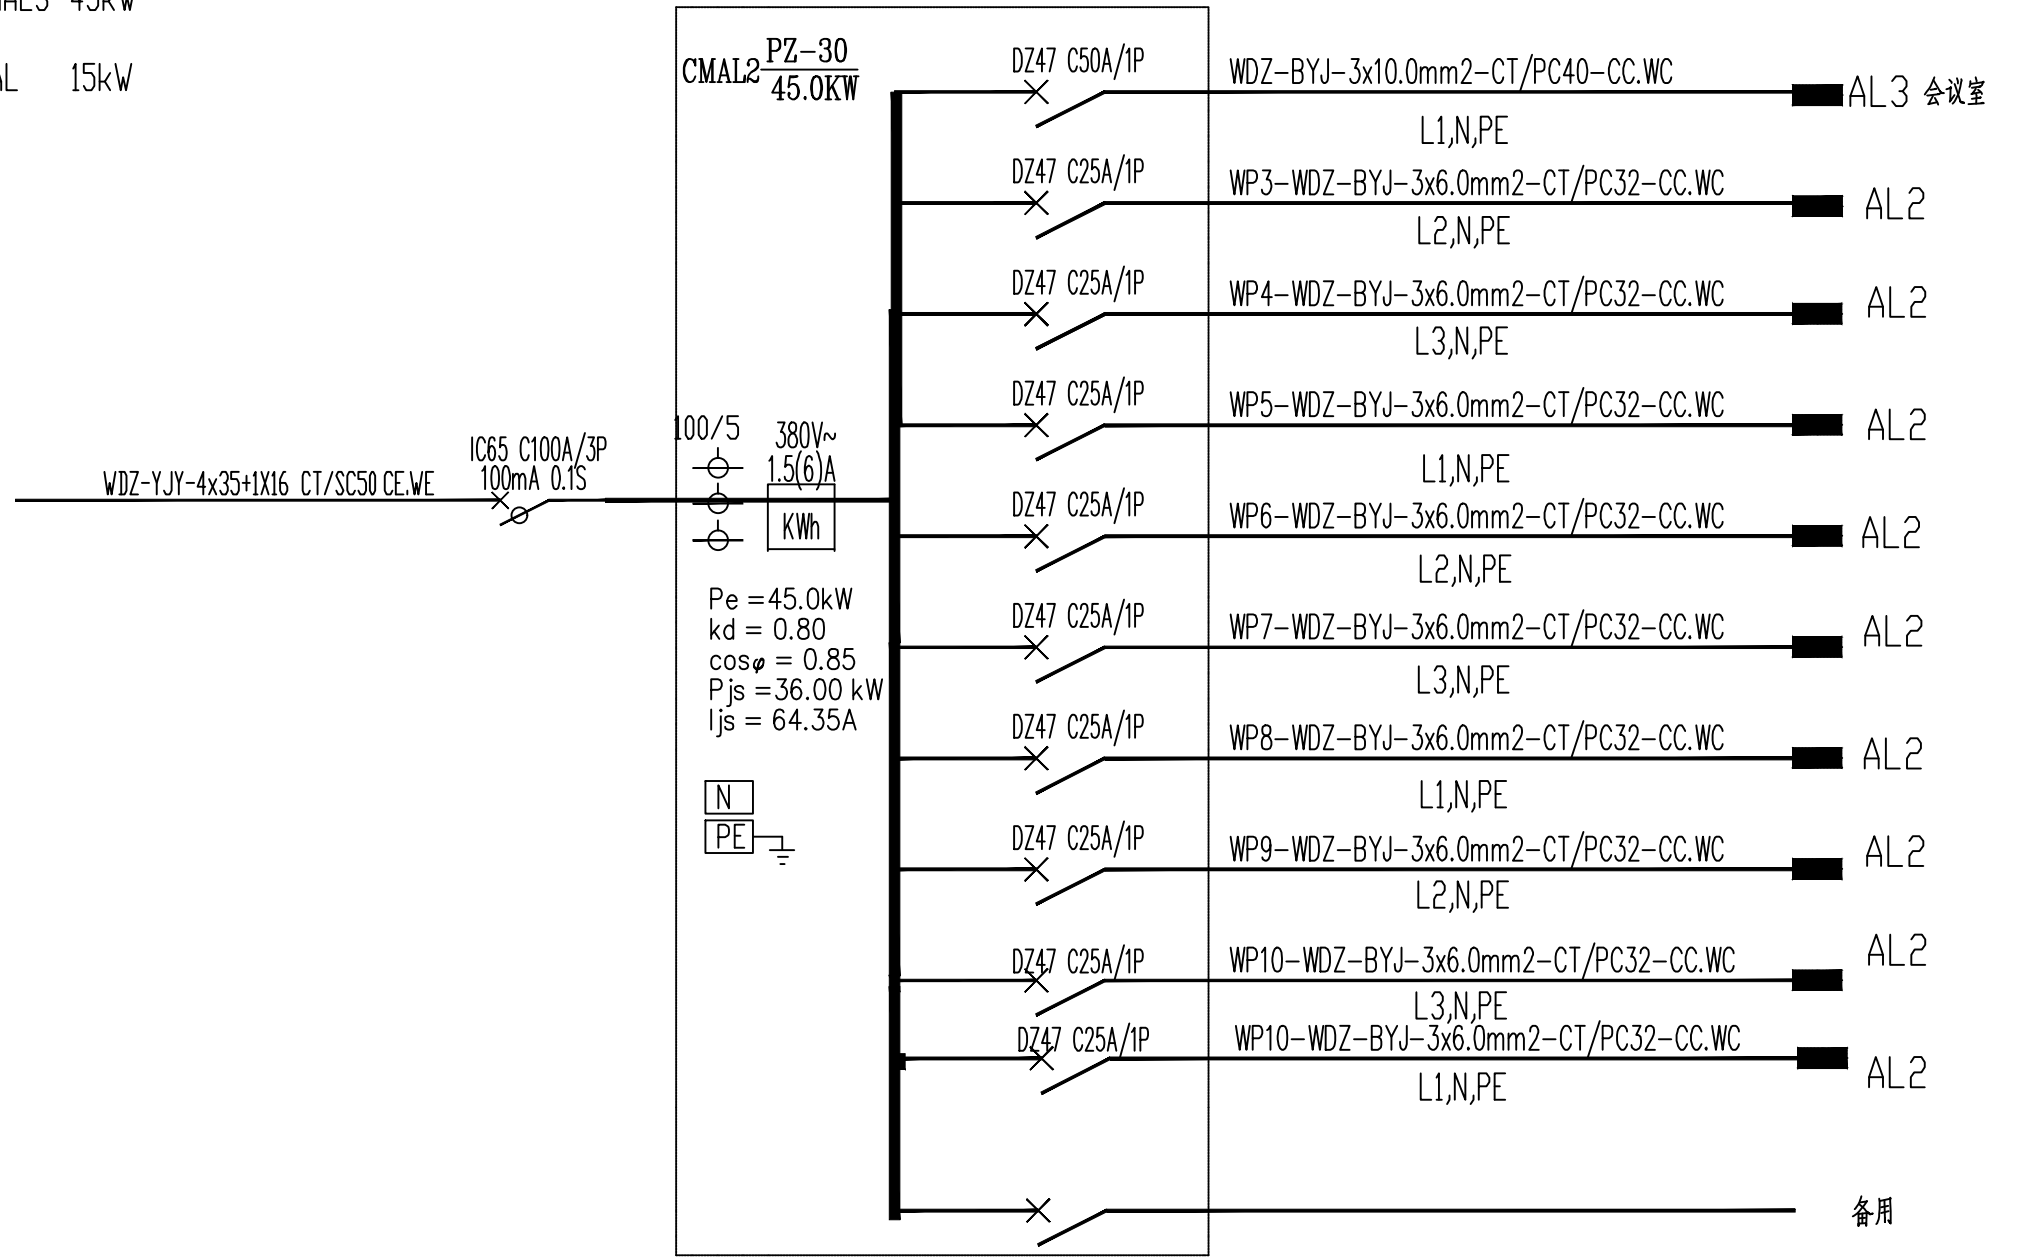 45kW
AL 15kW
CMAL2 PZ-30
45.0KW
DZ47 C50A/1P
WDZ-BYJ-3x10.0mm2-CT/PC40-CC.WC
AL3 会议室
L1,N,PE
DZ47 C25A/1P
WP3-WDZ-BYJ-3x6.0mm2-CT/PC32-CC.WC
AL2
L2,N,PE
DZ47 C25A/1P
WP4-WDZ-BYJ-3x6.0mm2-CT/PC32-CC.WC
AL2
L3,N,PE
DZ47 C25A/1P
WP5-WDZ-BYJ-3x6.0mm2-CT/PC32-CC.WC
AL2
L1,N,PE
WDZ-YJY-4x35+1X16 CT/SC50 CE.WE
IC65 C100A/3P
100mA 0.1S
100/5
380V~
1.5(6)A
KWh
DZ47 C25A/1P
WP6-WDZ-BYJ-3x6.0mm2-CT/PC32-CC.WC
AL2
L2,N,PE
Pe =45.0kW
kd = 0.80
cosφ = 0.85
Pjs =36.00 kW
Ijs = 64.35A
DZ47 C25A/1P
WP7-WDZ-BYJ-3x6.0mm2-CT/PC32-CC.WC
AL2
L3,N,PE
DZ47 C25A/1P
WP8-WDZ-BYJ-3x6.0mm2-CT/PC32-CC.WC
AL2
L1,N,PE
N
PE
DZ47 C25A/1P
WP9-WDZ-BYJ-3x6.0mm2-CT/PC32-CC.WC
AL2
L2,N,PE
DZ47 C25A/1P
WP10-WDZ-BYJ-3x6.0mm2-CT/PC32-CC.WC
AL2
L3,N,PE
DZ47 C25A/1P
WP10-WDZ-BYJ-3x6.0mm2-CT/PC32-CC.WC
AL2
L1,N,PE
备用